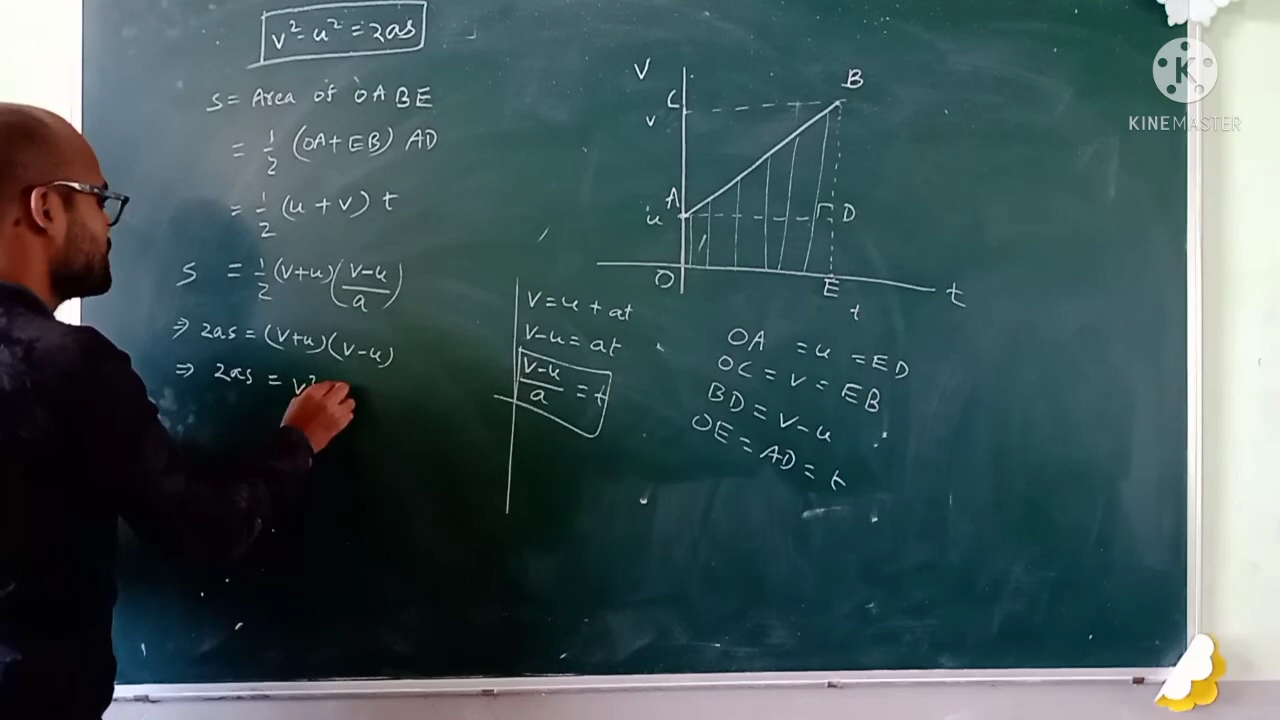 v² - u² = 2as
s = Area of OABE
= 1/2 (OA + EB) AD
= 1/2 (u + v) t
s = 1/2 (v+u) (v-u/a)
⇒ 2as = (v+u)(v-u)
⇒ 2as = v²
v = u + at
v-u = at
v-u/a = t
V
C
v
B
A
u
D
O
E
t
t
OA = u = ED
OC = v = EB
BD = v-u
OE = AD = t
K
KINEMASTER